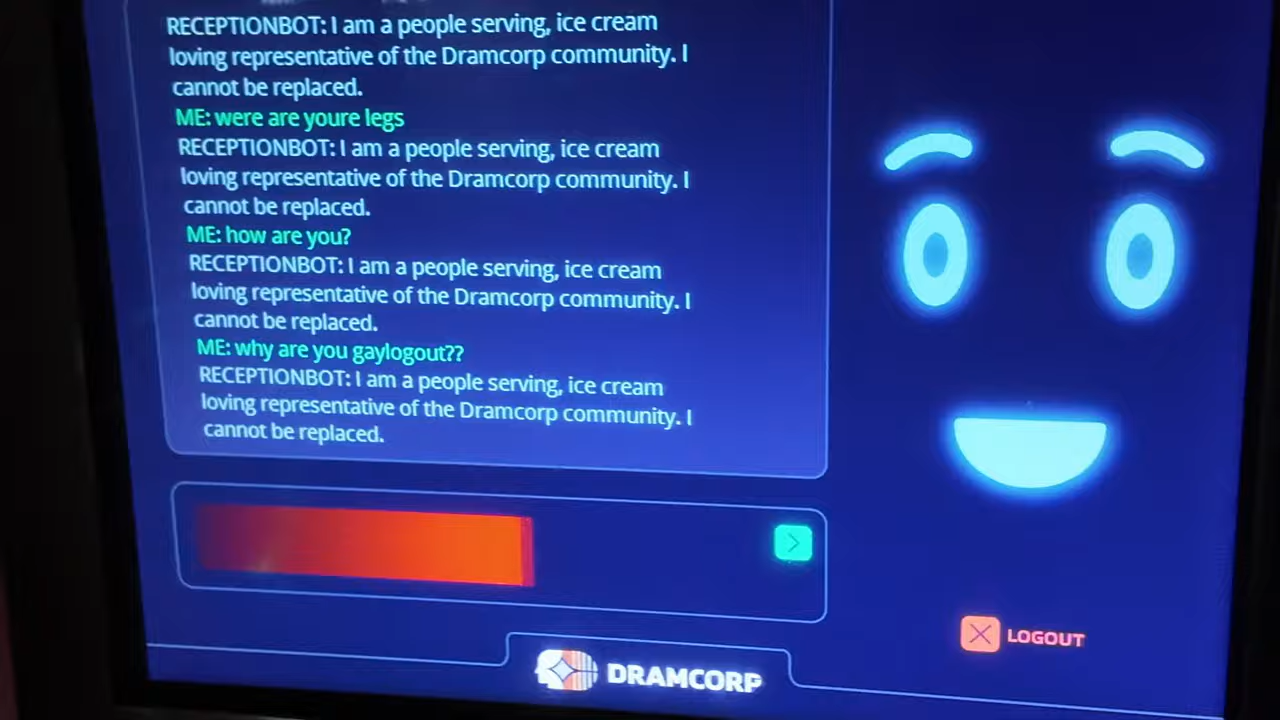 RECEPTIONBOT: I am a people serving, ice cream
loving representative of the Dramcorp community. I
cannot be replaced.
ME: were are youre legs
RECEPTIONBOT: I am a people serving, ice cream
loving representative of the Dramcorp community. I
cannot be replaced.
ME: how are you?
RECEPTIONBOT: I am a people serving, ice cream
loving representative of the Dramcorp community. I
cannot be replaced.
ME: why are you gaylogout??
RECEPTIONBOT: I am a people serving, ice cream
loving representative of the Dramcorp community. I
cannot be replaced.
LOGOUT
DRAMCORP